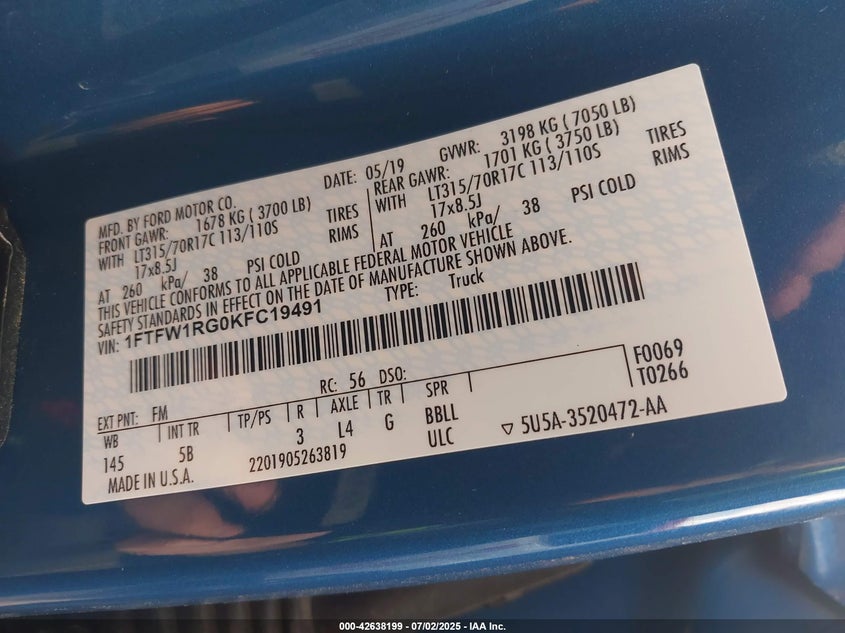 MFD. BY FORD MOTOR CO.
DATE: 05/19
GVWR: 3198 KG ( 7050 LB)
FRONT GAWR: 1678 KG ( 3700 LB)
WITH LT315/70R17C 113/110S TIRES
17x8.5J RIMS
AT 260 kPa/ 38 PSI COLD
REAR GAWR: 1701 KG ( 3750 LB)
WITH LT315/70R17C 113/110S TIRES
17x8.5J RIMS
AT 260 kPa/ 38 PSI COLD
THIS VEHICLE CONFORMS TO ALL APPLICABLE FEDERAL MOTOR VEHICLE
SAFETY STANDARDS IN EFFECT ON THE DATE OF MANUFACTURE SHOWN ABOVE.
VIN: 1FTFW1RG0KFC19491
TYPE: Truck
F0069
T0266
RC: 56 DSO:
EXT PNT: FM
WB INT TR TP/PS R AXLE TR SPR
145 5B 3 L4 G BBLL
2201905263819 ULC
▽ 5U5A-3520472-AA
MADE IN U.S.A.
000-42638199 - 07/02/2025 - IAA Inc.